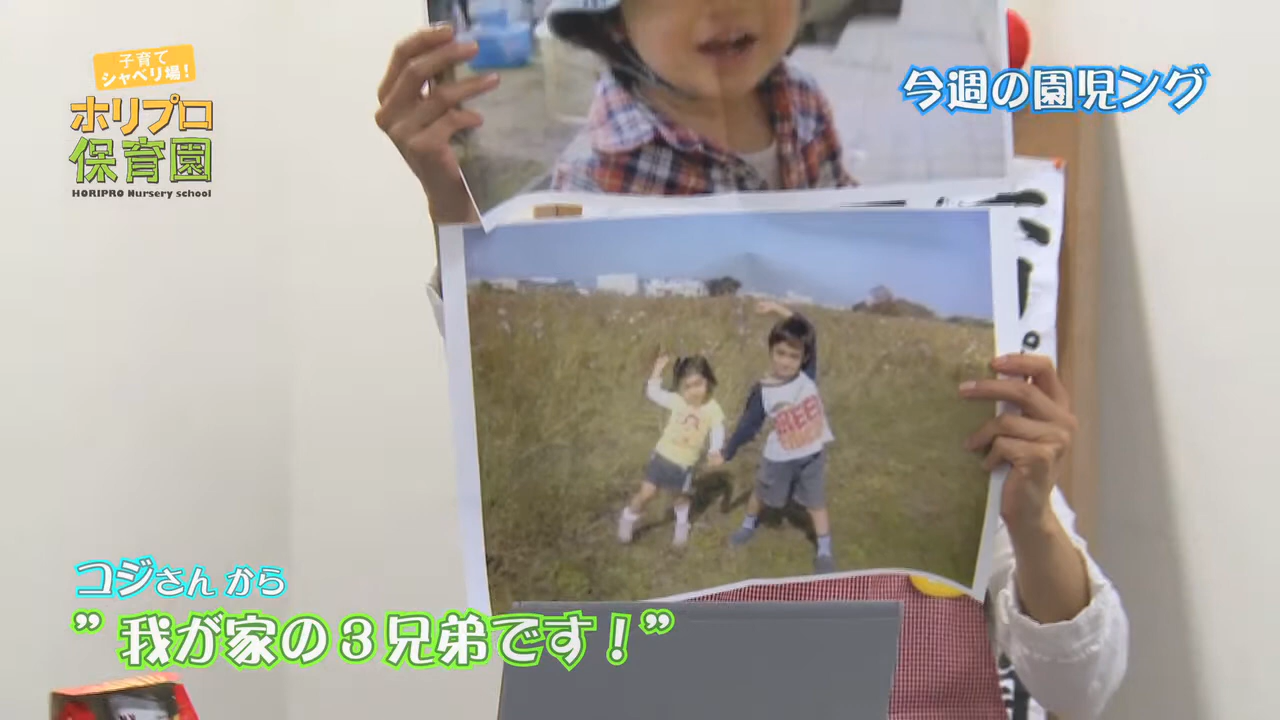 子育て
シャベリ場!
ホリプロ
保育園
HORIPRO Nursery school
今週の園児ング
コジさんから
”我が家の3兄弟です!”